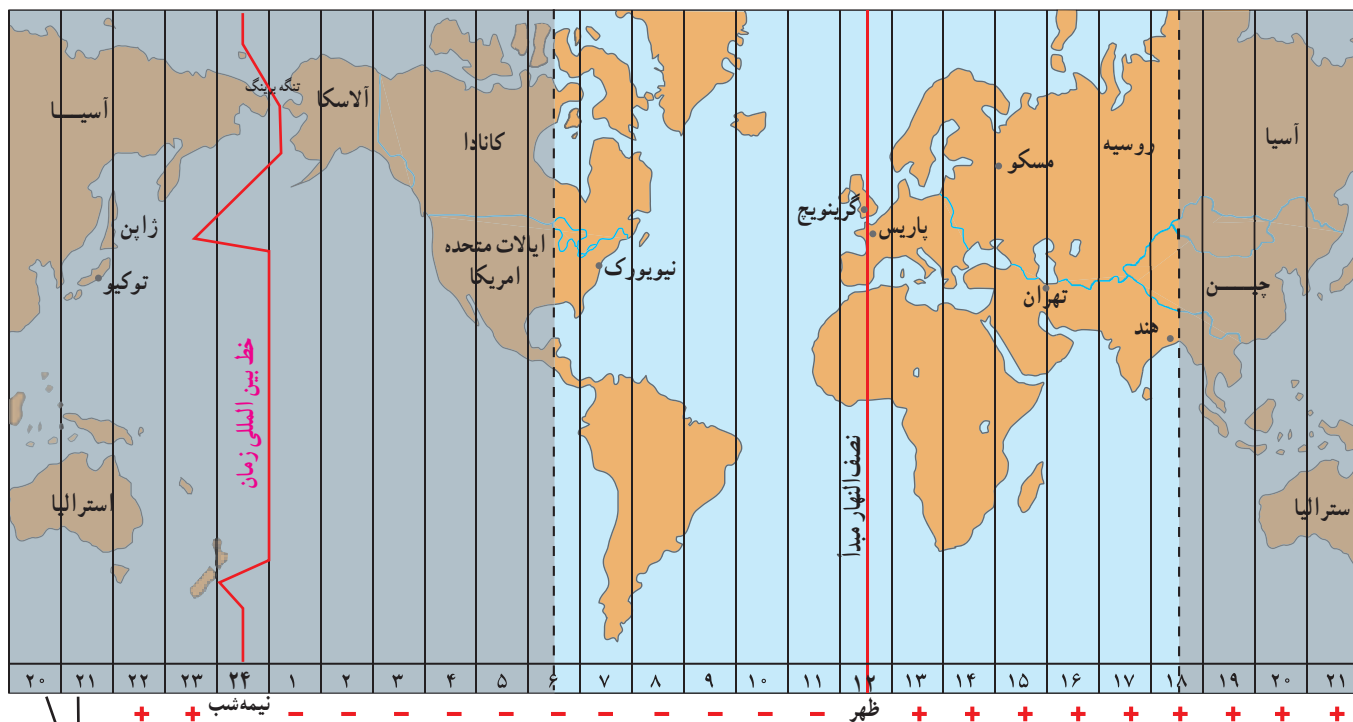 آسیا
تنگه برینگ
آلاسکا
کانادا
روسیه
آسیا
مسکو
ژاپن
توکیو
ایالات متحده
امریکا
نیویورک
گرینویچ
پاریس
تهران
هند
چین
خط بین المللی زمان
نصف‌النهار مبدأ
استرالیا
سترالیا
۲۰ ۲۱ ۲۲ ۲۳ ۲۴ ۱ ۲ ۳ ۴ ۵ ۶ ۷ ۸ ۹ ۱۰ ۱۱ ۱۲ ۱۳ ۱۴ ۱۵ ۱۶ ۱۷ ۱۸ ۱۹ ۲۰ ۲۱
+ + نیمه‌شب − − − − − − − − − − − ظهر + + + + + + + + +